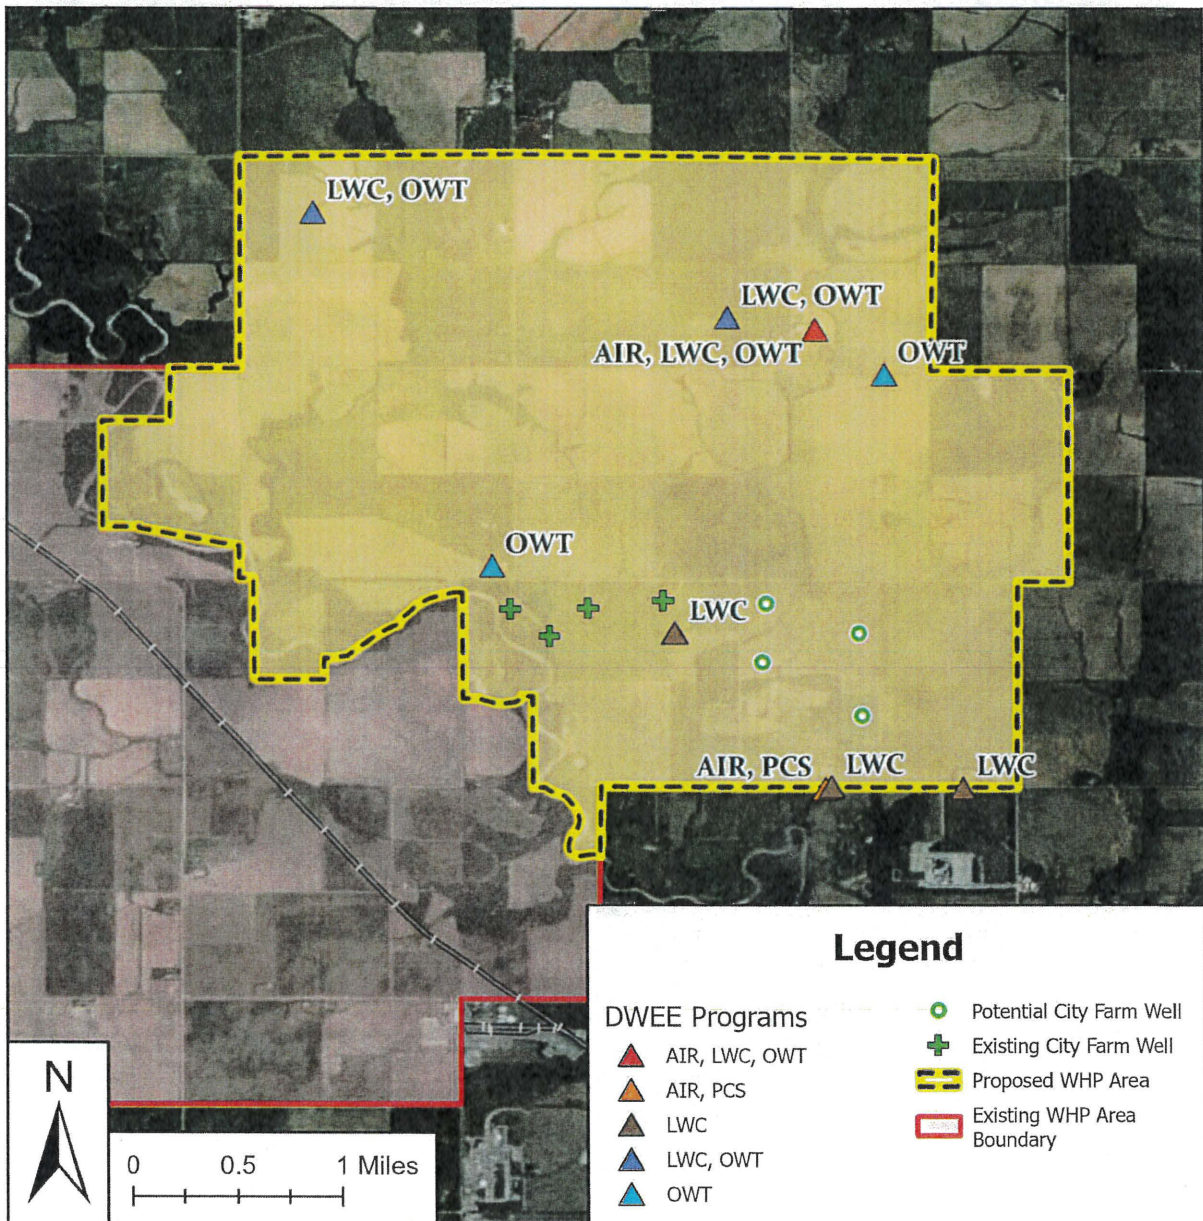 LWC, OWT
LWC, OWT
AIR, LWC, OWT
OWT
OWT
LWC
AIR, PCS
LWC
LWC
Legend
DWEE Programs
AIR, LWC, OWT
AIR, PCS
LWC
LWC, OWT
OWT
Potential City Farm Well
Existing City Farm Well
Proposed WHP Area
Existing WHP Area
Boundary
N
0 0.5 1 Miles